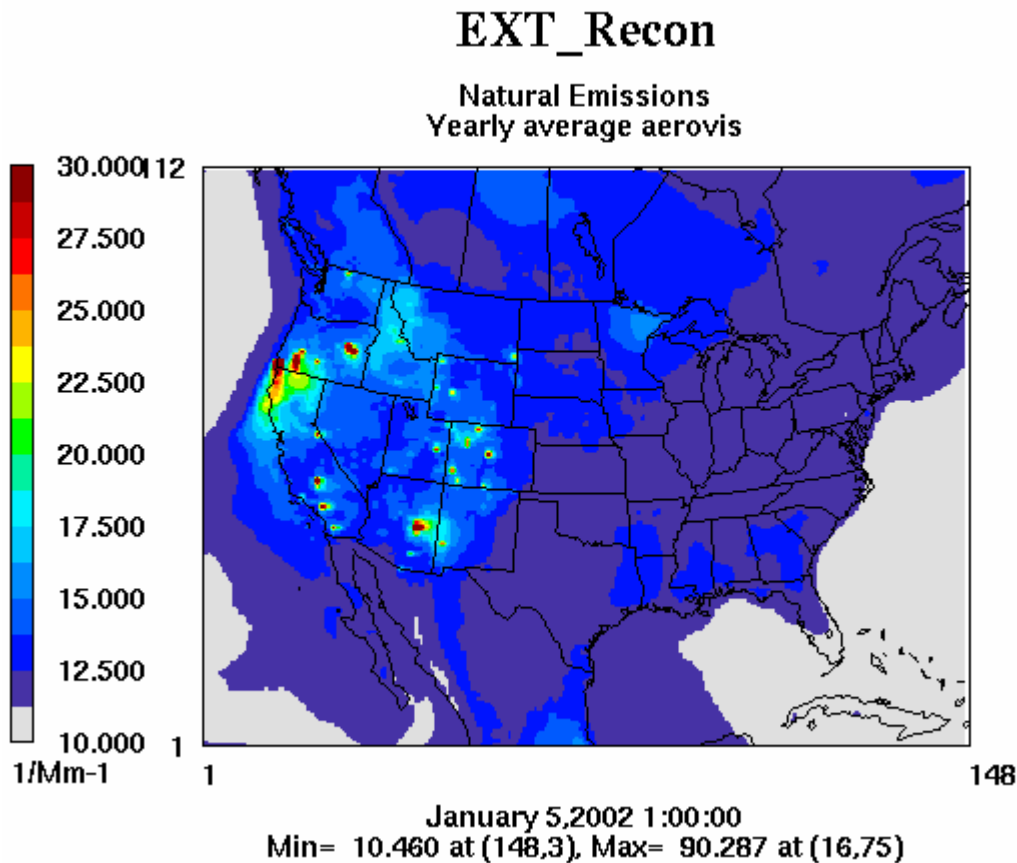 EXT_Recon
Natural Emissions
Yearly average aerovis
30.000
27.500
25.000
22.500
20.000
17.500
15.000
12.500
10.000
1/Mm-1
112
1
1
148
January 5,2002 1:00:00
Min= 10.460 at (148,3), Max= 90.287 at (16,75)